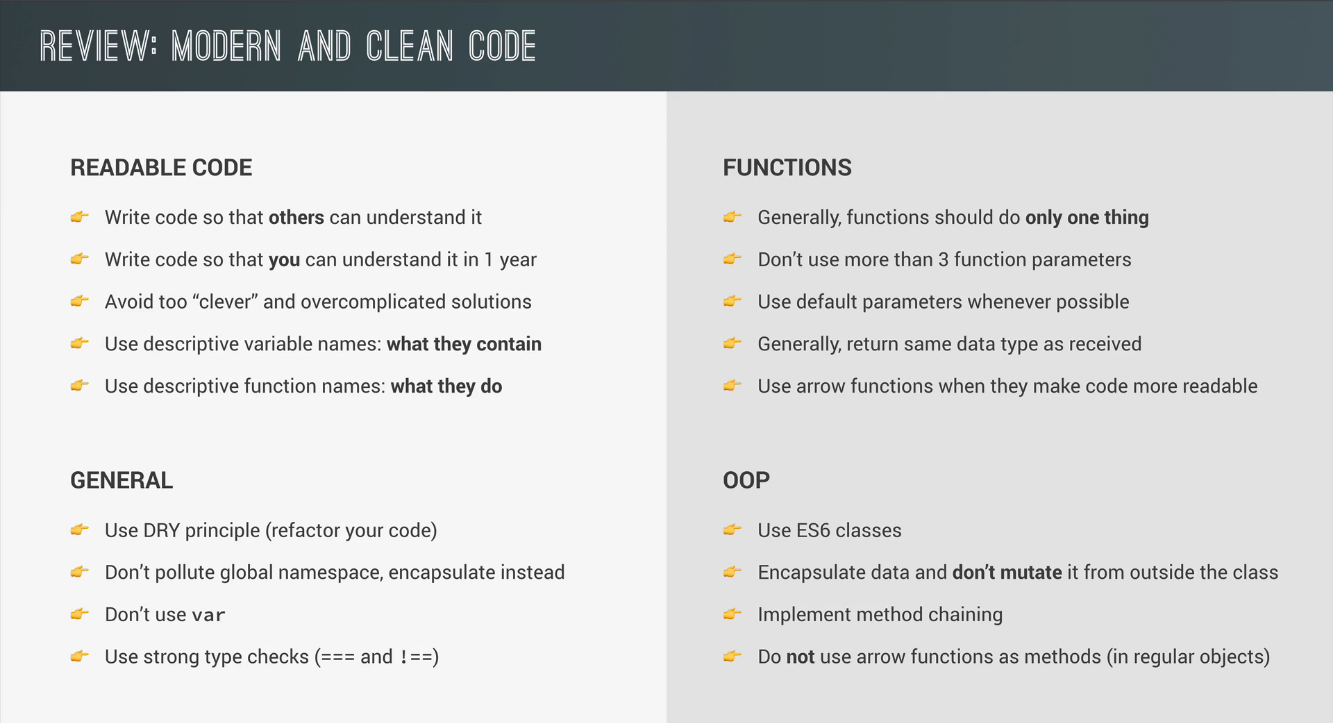 REVIEW: MODERN AND CLEAN CODE
READABLE CODE
Write code so that others can understand it
Write code so that you can understand it in 1 year
Avoid too “clever” and overcomplicated solutions
Use descriptive variable names: what they contain
Use descriptive function names: what they do
GENERAL
Use DRY principle (refactor your code)
Don’t pollute global namespace, encapsulate instead
Don’t use var
Use strong type checks (=== and !==)
FUNCTIONS
Generally, functions should do only one thing
Don’t use more than 3 function parameters
Use default parameters whenever possible
Generally, return same data type as received
Use arrow functions when they make code more readable
OOP
Use ES6 classes
Encapsulate data and don’t mutate it from outside the class
Implement method chaining
Do not use arrow functions as methods (in regular objects)